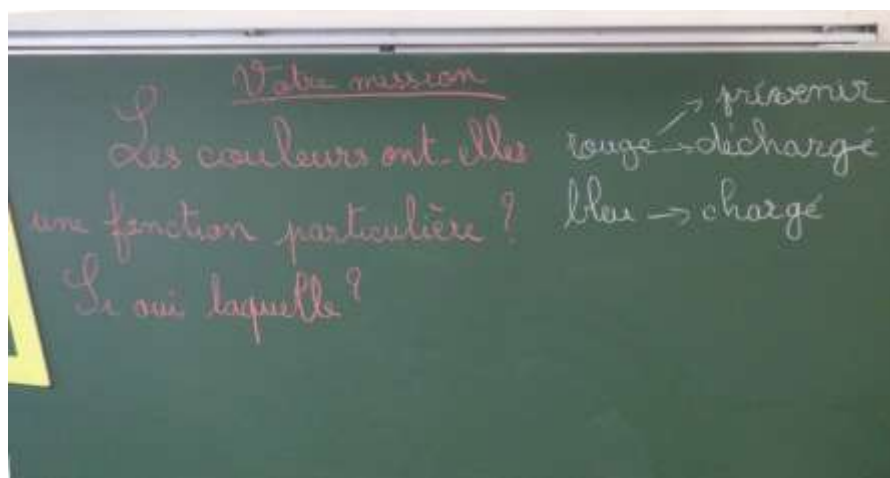 Votre mission
Les couleurs ont-elles
une fonction particulière ?
Si oui laquelle ?
prévenir
rouge → déchargé
bleu → chargé